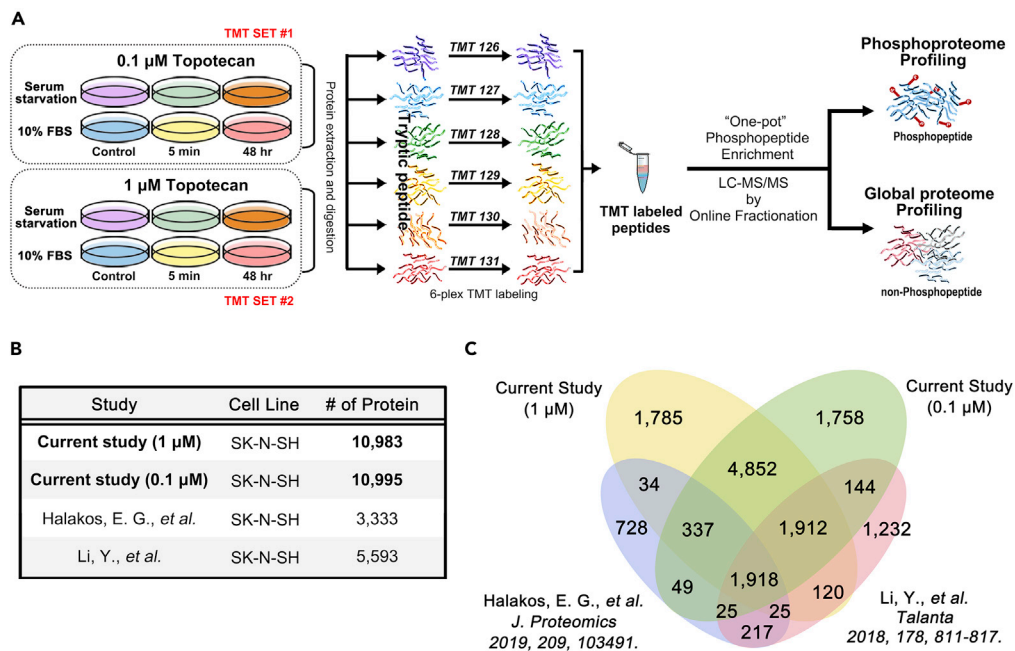 A
TMT SET #1
0.1 µM Topotecan
Serum
starvation
10% FBS
Control
5 min
48 hr
1 µM Topotecan
Serum
starvation
10% FBS
Control
5 min
48 hr
TMT SET #2
Protein extraction and digestion
Tryptic peptide
TMT 126
TMT 127
TMT 128
TMT 129
TMT 130
TMT 131
6-plex TMT labeling
TMT labeled
peptides
“One-pot”
Phosphopeptide
Enrichment
LC-MS/MS
by
Online Fractionation
Phosphoproteome
Profiling
Phosphopeptide
Global proteome
Profiling
non-Phosphopeptide
B
Study Cell Line # of Protein
Current study (1 µM) SK-N-SH 10,983
Current study (0.1 µM) SK-N-SH 10,995
Halakos, E. G., et al. SK-N-SH 3,333
Li, Y., et al. SK-N-SH 5,593
C
Current Study
(1 µM)
Current Study
(0.1 µM)
1,785
1,758
4,852
34
144
728
337
1,912
1,232
49
1,918
120
25
25
217
Halakos, E. G., et al.
J. Proteomics
2019, 209, 103491.
Li, Y., et al.
Talanta
2018, 178, 811-817.